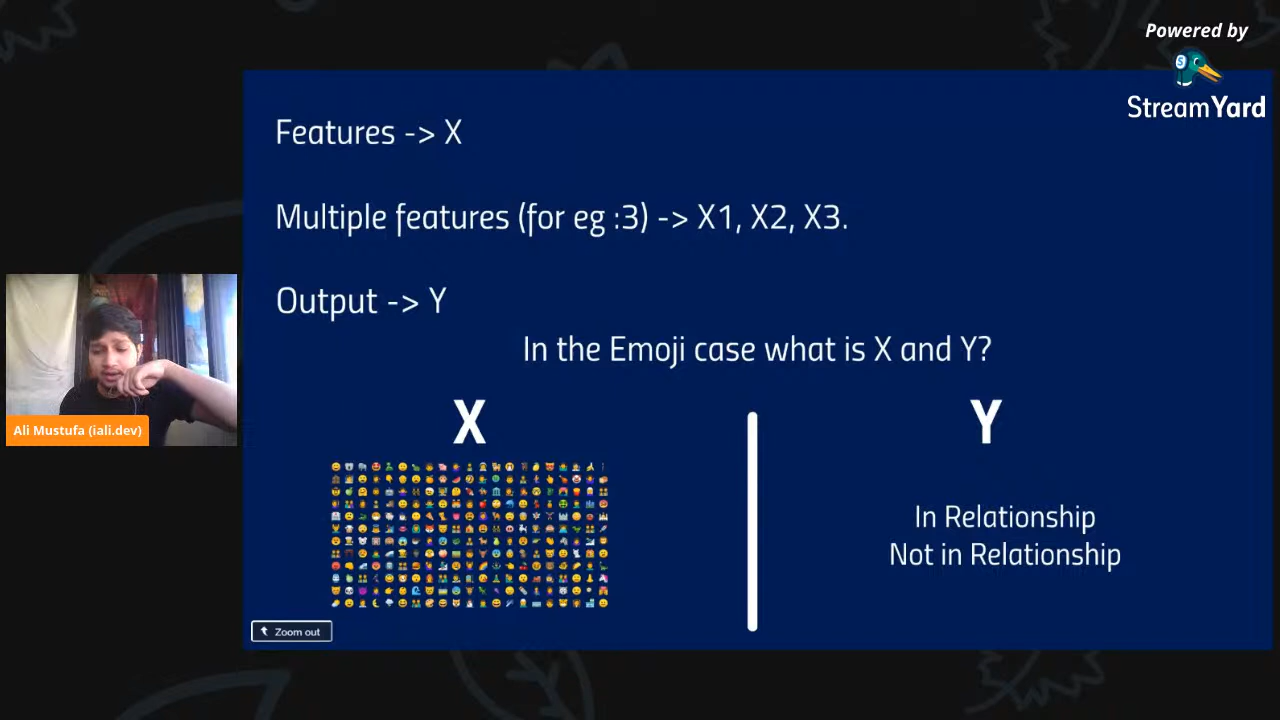 Powered by
StreamYard
Features -> X
Multiple features (for eg :3) -> X1, X2, X3.
Output -> Y
In the Emoji case what is X and Y?
X
Y
In Relationship
Not in Relationship
Ali Mustufa (iali.dev)
Zoom out